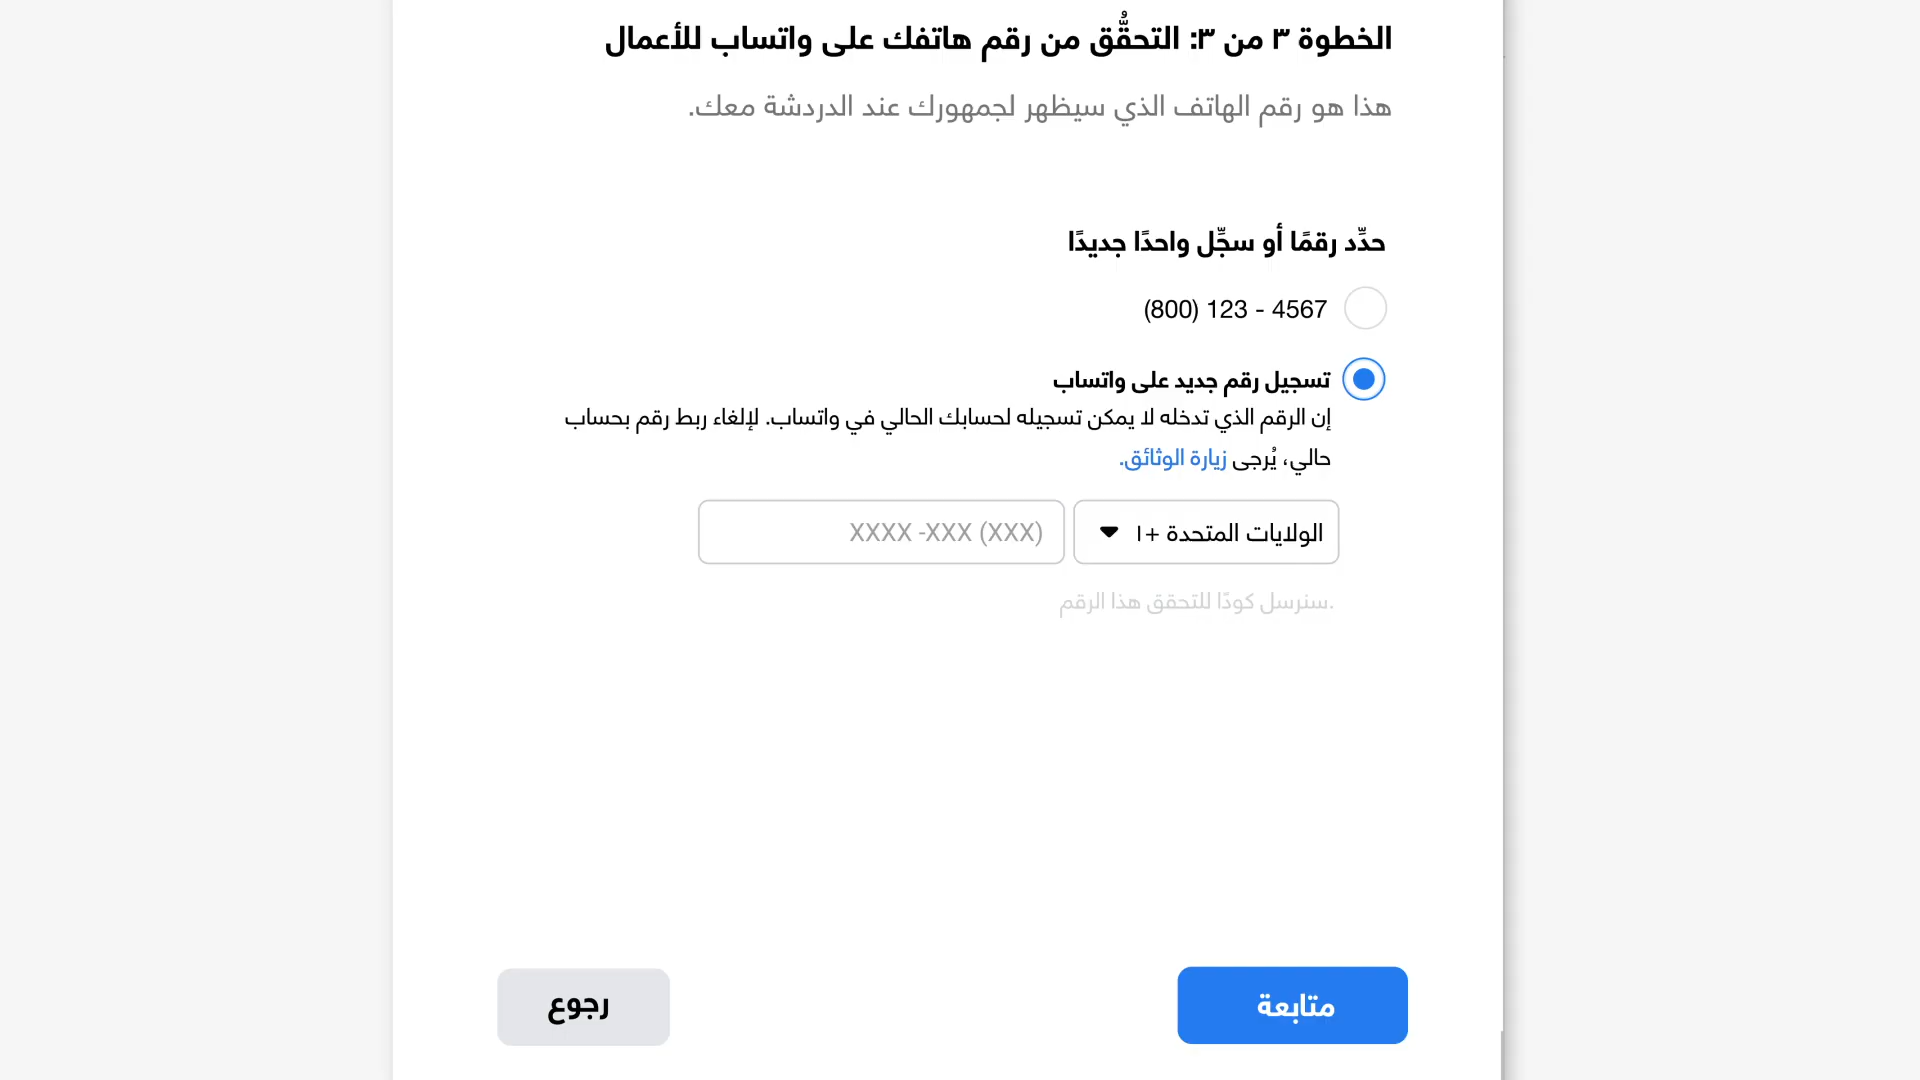 الخطوة ٣ من ٣: التحقُّق من رقم هاتفك على واتساب للأعمال
هذا هو رقم الهاتف الذي سيظهر لجمهورك عند الدردشة معك.
حدِّد رقمًا أو سجِّل واحدًا جديدًا
(800) 123 - 4567
تسجيل رقم جديد على واتساب
إن الرقم الذي تدخله لا يمكن تسجيله لحسابك الحالي في واتساب. لإلغاء ربط رقم بحساب
حالي، يُرجى زيارة الوثائق.
الولايات المتحدة +١
(XXX) XXX- XXXX
.سنرسل كودًا للتحقق هذا الرقم
متابعة
رجوع